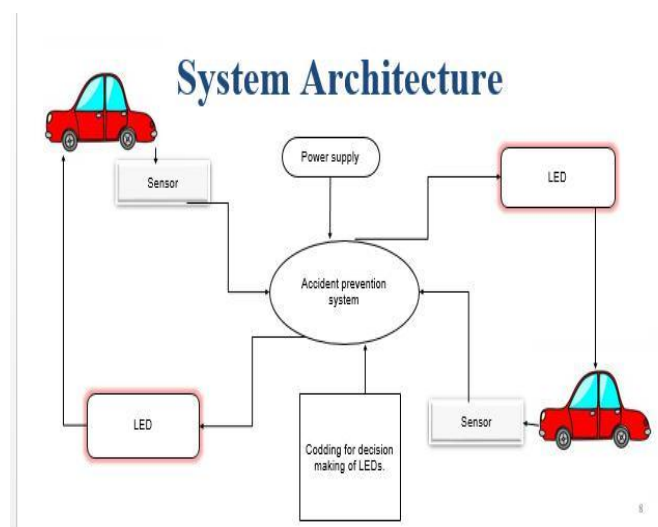 System Architecture
Power supply
Sensor
LED
Accident prevention
system
LED
Codding for decision
making of LEDs.
Sensor
8